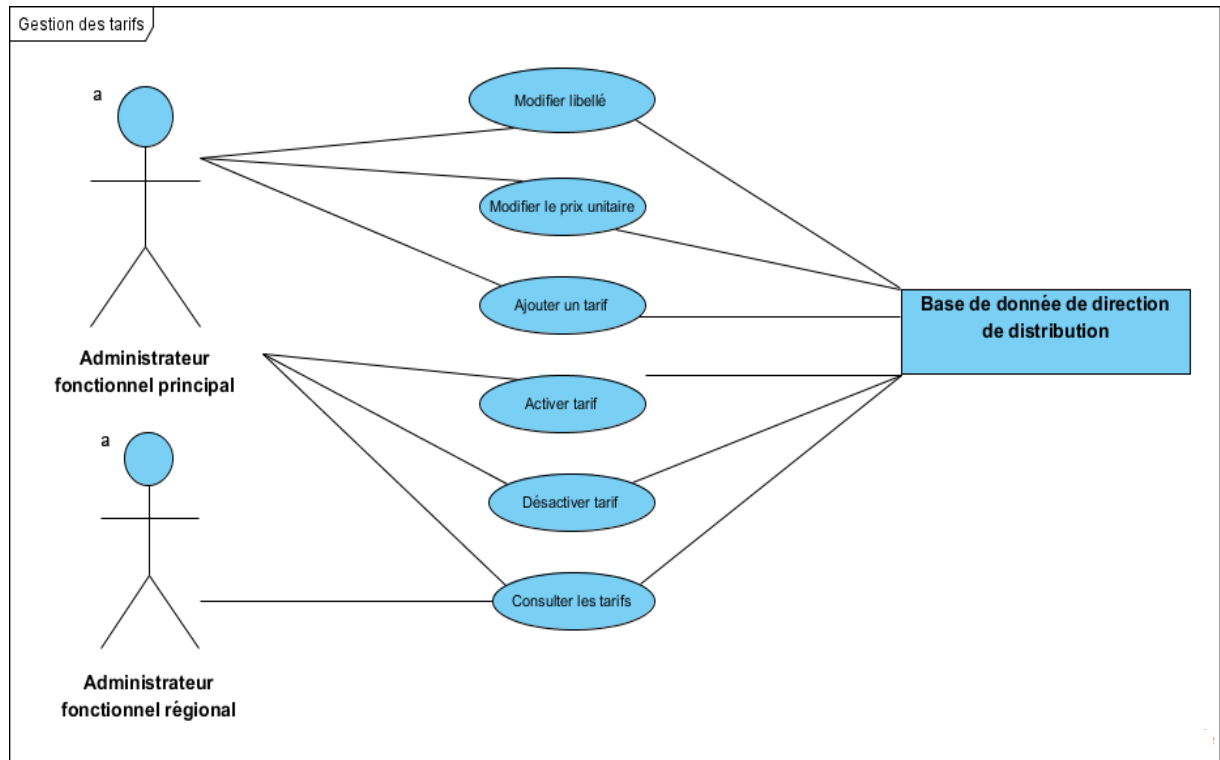 Gestion des tarifs
a
Modifier libellé
Modifier le prix unitaire
Ajouter un tarif
Base de donnée de direction
de distribution
Administrateur
fonctionnel principal
Activer tarif
a
Désactiver tarif
Consulter les tarifs
Administrateur
fonctionnel régional